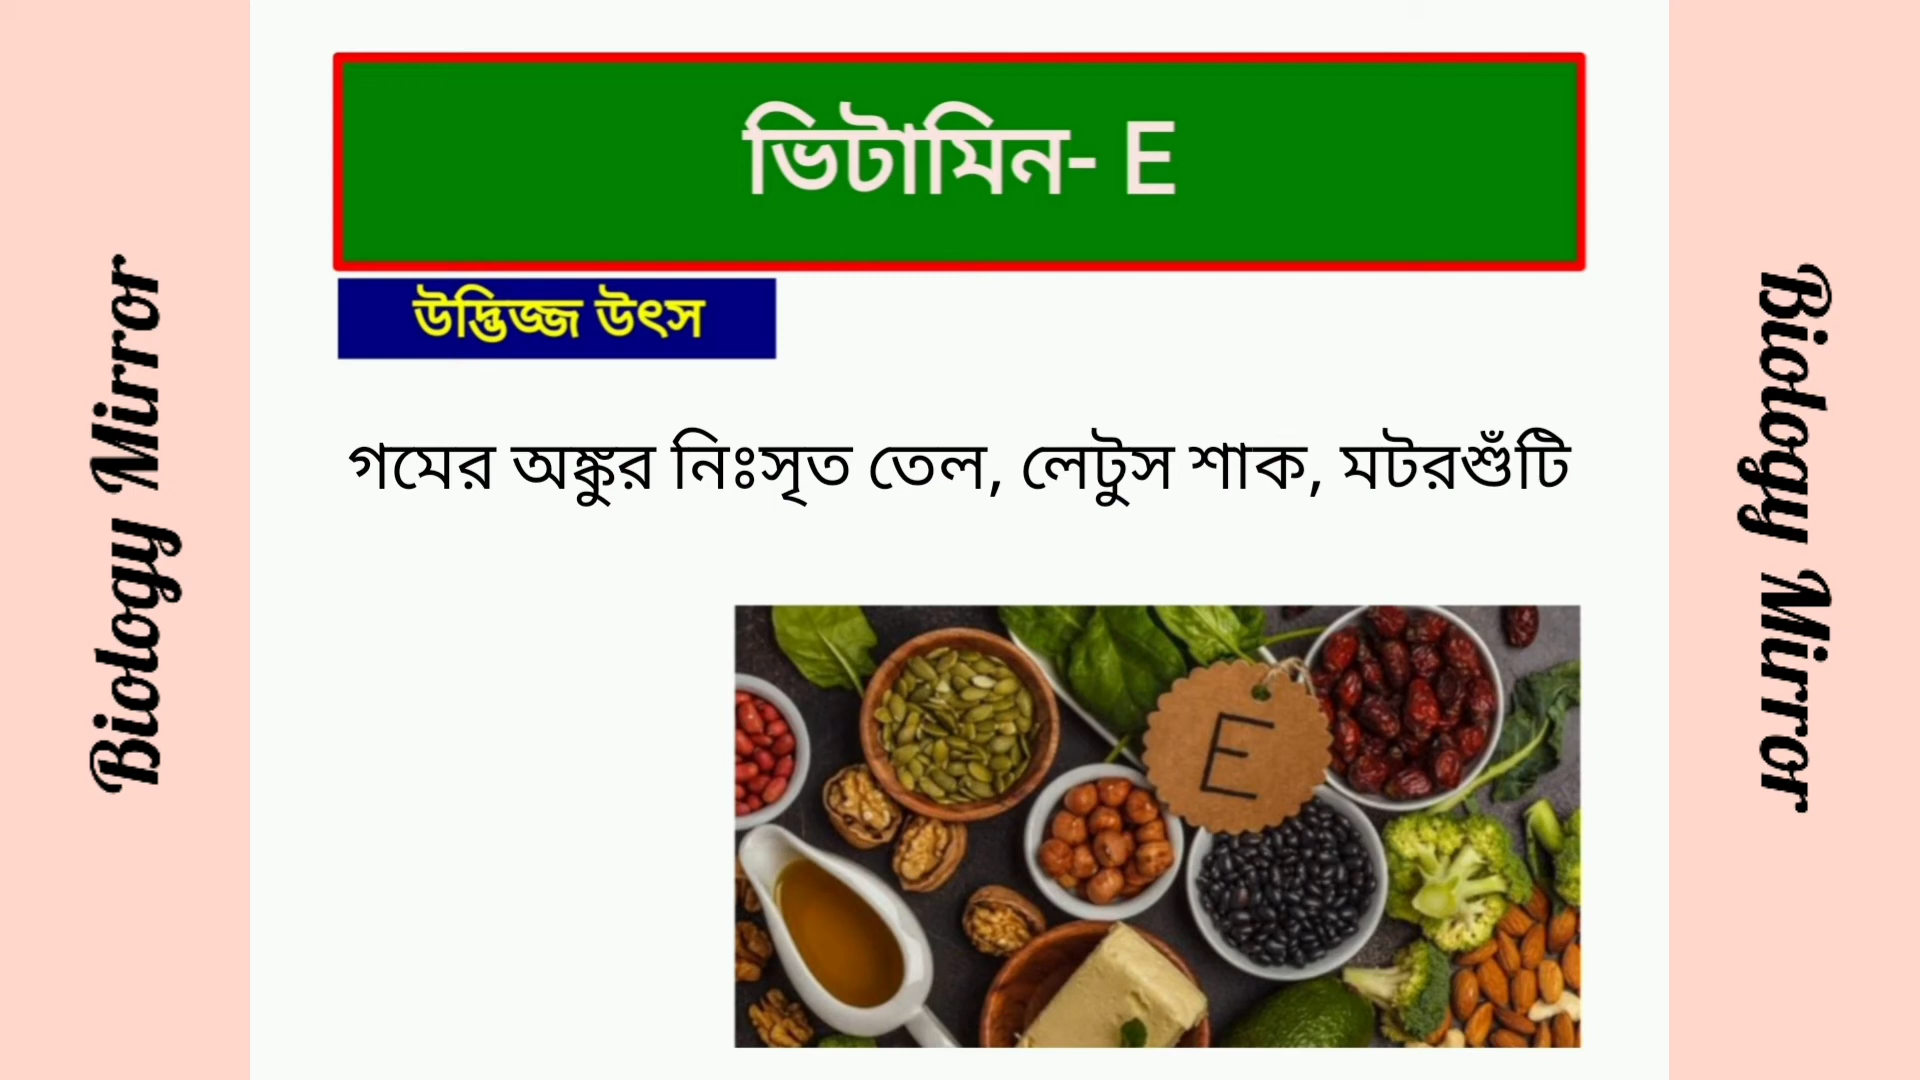 ভিটামিন- E
উদ্ভিজ্জ উৎস
গমের অঙ্কুর নিঃসৃত তেল, লেটুস শাক, মটরশুঁটি
E
Biology Mirror
Biology Mirror